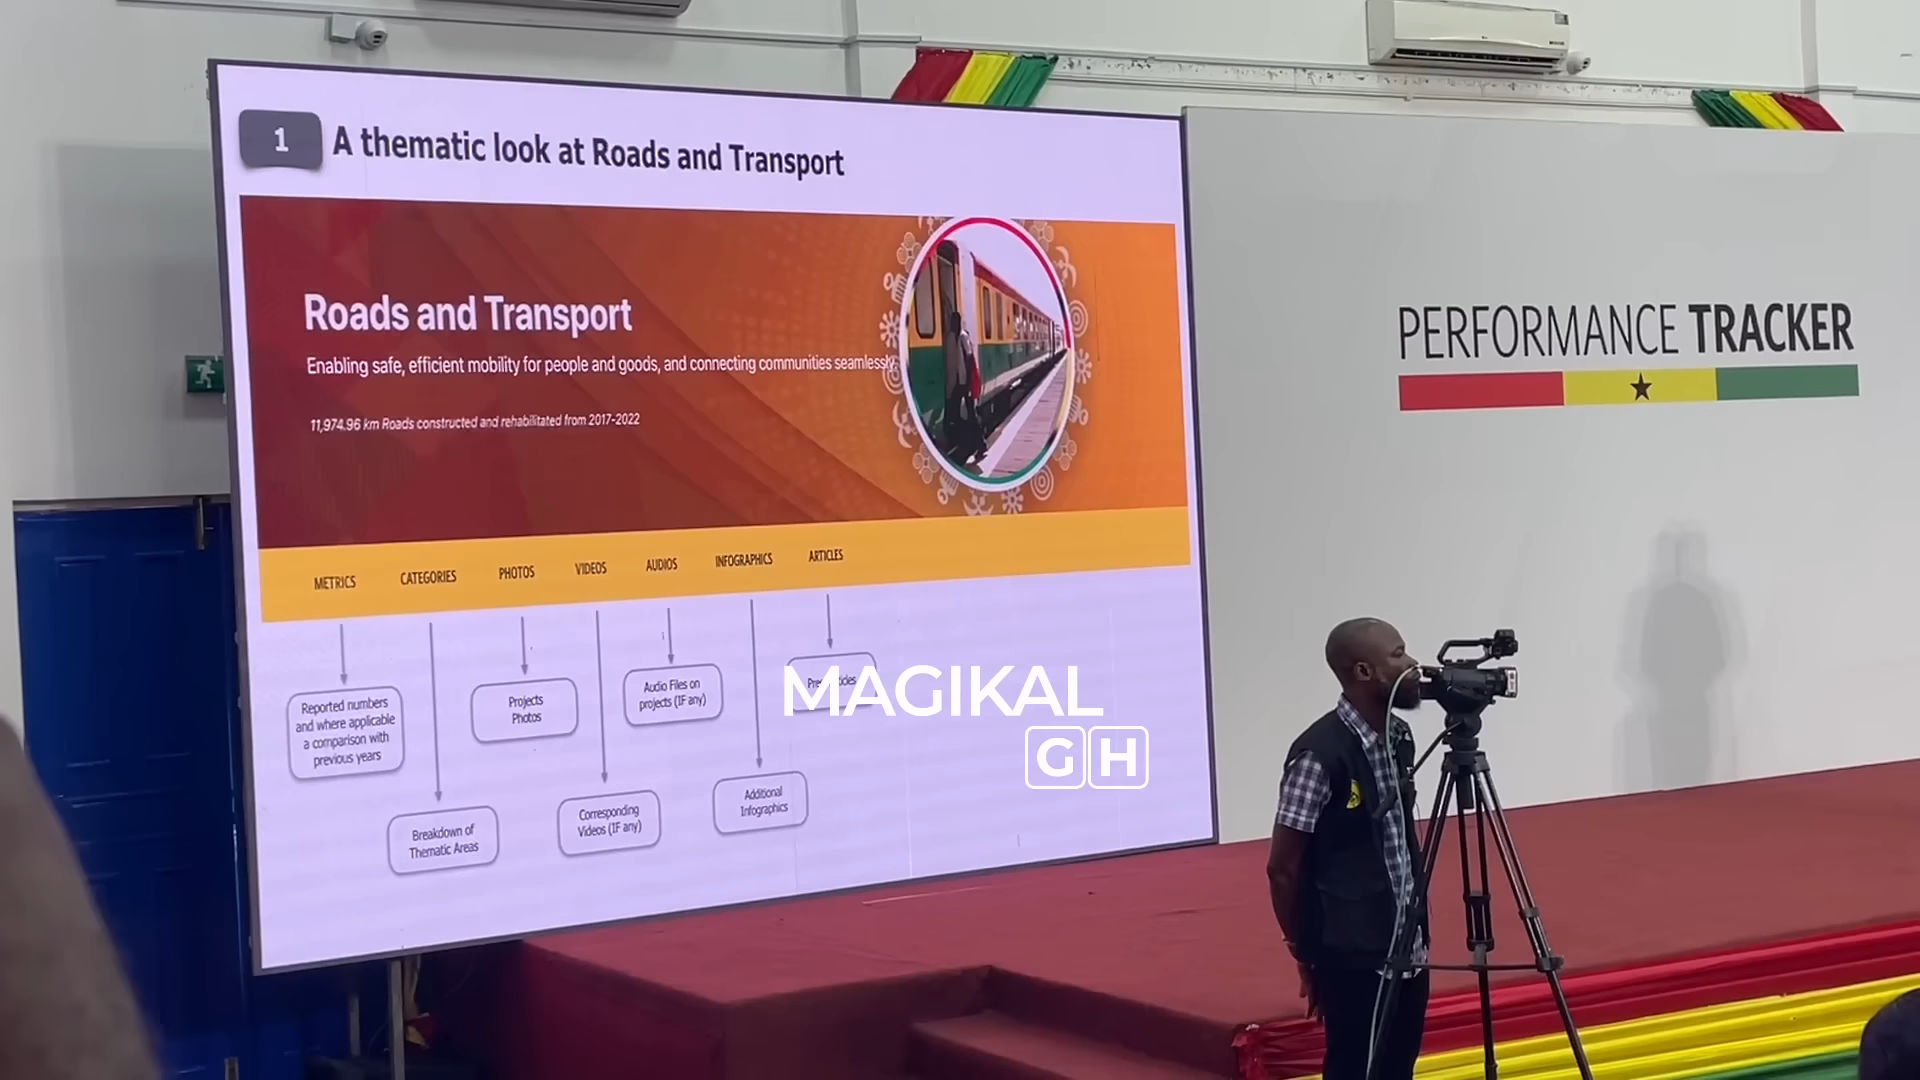 1
A thematic look at Roads and Transport
Roads and Transport
Enabling safe, efficient mobility for people and goods, and connecting communities seamlessly
11,974.96 km Roads constructed and rehabilitated from 2017-2022
METRICS CATEGORIES PHOTOS VIDEOS AUDIOS INFOGRAPHICS ARTICLES
Reported numbers
and where applicable
a comparison with
previous years
Breakdown of
Thematic Areas
Projects
Photos
Corresponding
Videos (IF any)
Audio Files on
projects (IF any)
Additional
Infographics
MAGIKAL
GH
PERFORMANCE TRACKER